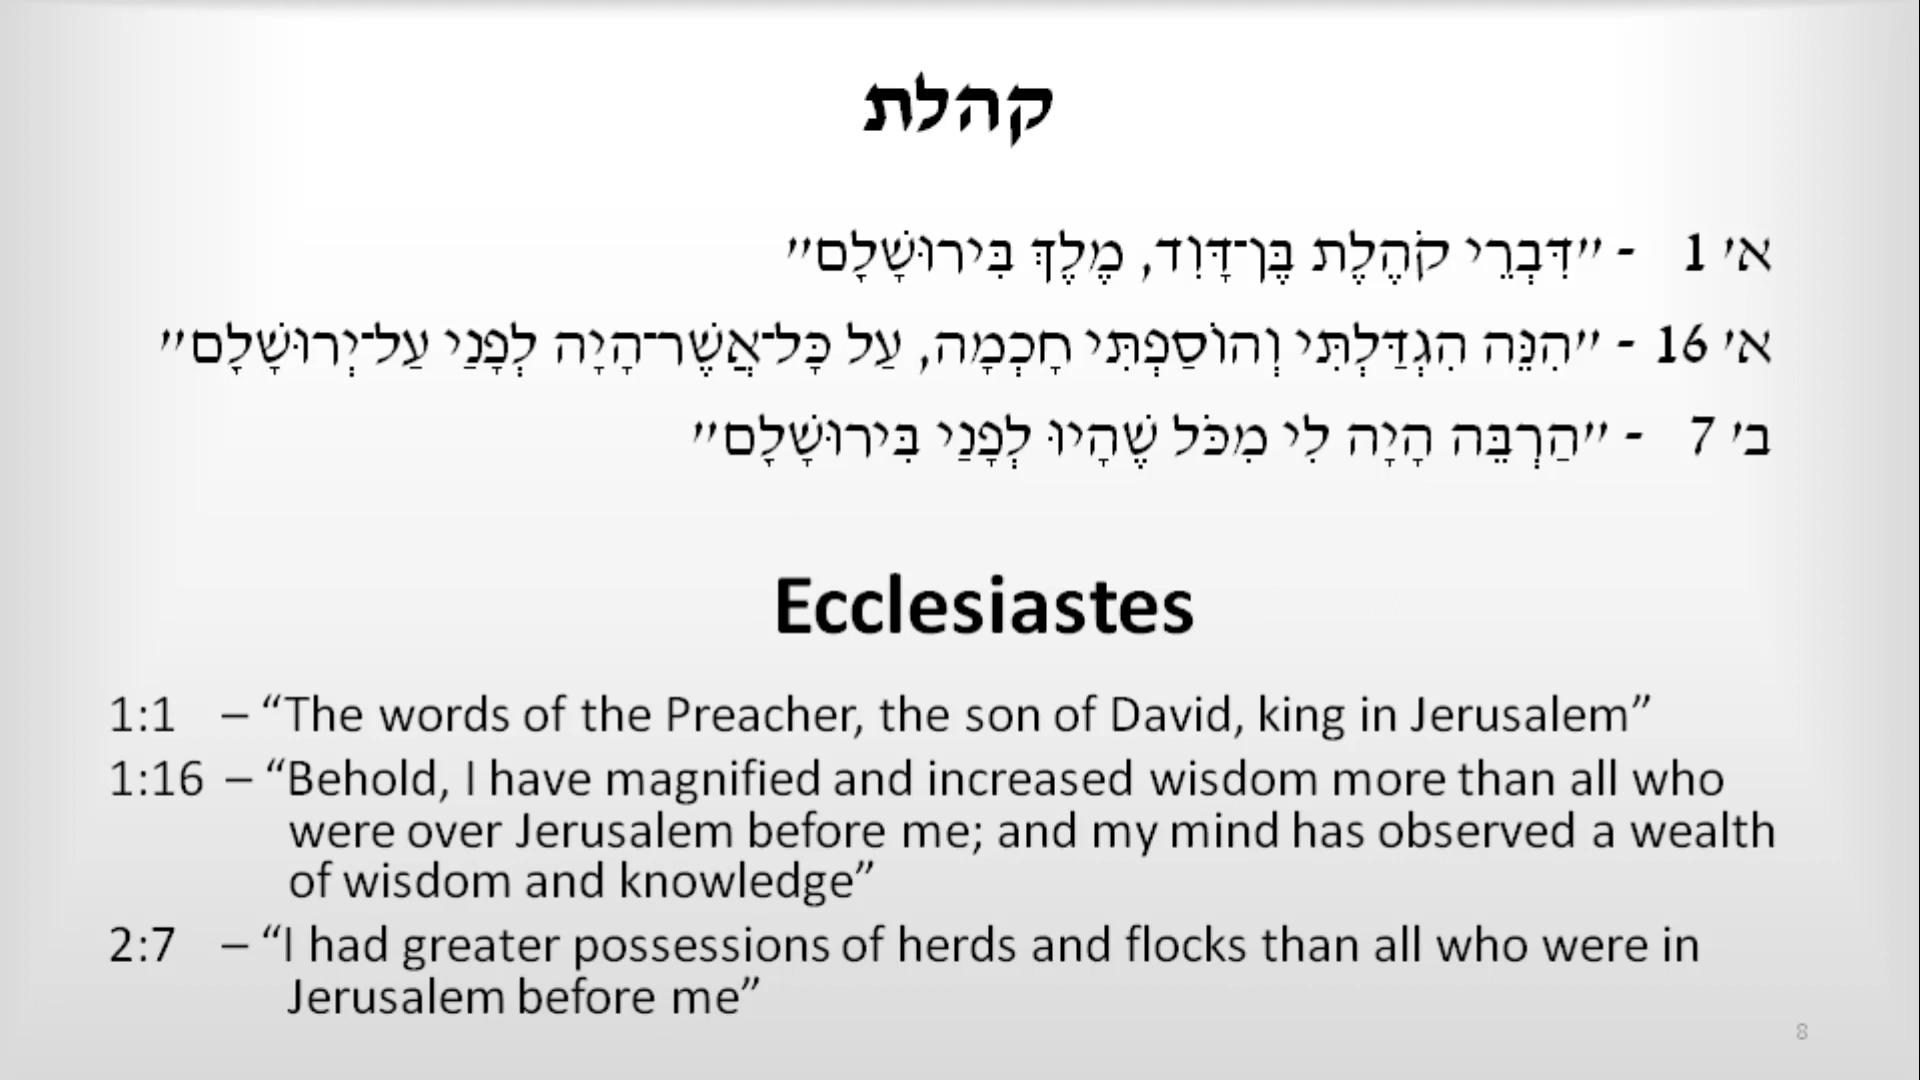 קהלת
א׳ 1 - ״דִּבְרֵי קֹהֶלֶת בֶּן־דָּוִד, מֶלֶךְ בִּירוּשָׁלָם״
א׳ 16 - ״הִנֵּה הִגְדַּלְתִּי וְהוֹסַפְתִּי חָכְמָה, עַל כָּל־אֲשֶׁר־הָיָה לְפָנַי עַל־יְרוּשָׁלָם״
ב׳ 7 - ״הַרְבֵּה הָיָה לִי מִכֹּל שֶׁהָיוּ לְפָנַי בִּירוּשָׁלָם״
Ecclesiastes
1:1 – “The words of the Preacher, the son of David, king in Jerusalem”
1:16 – “Behold, I have magnified and increased wisdom more than all who
were over Jerusalem before me; and my mind has observed a wealth
of wisdom and knowledge”
2:7 – “I had greater possessions of herds and flocks than all who were in
Jerusalem before me”
8